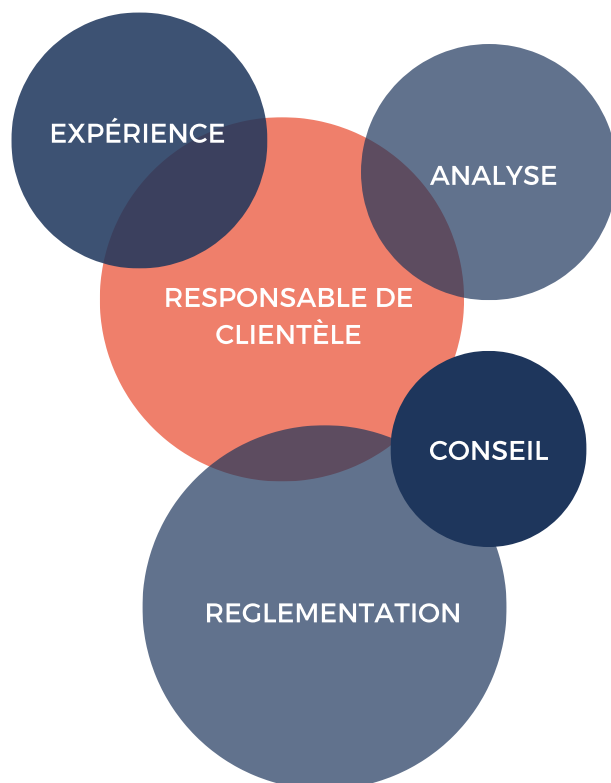 EXPÉRIENCE
ANALYSE
RESPONSABLE DE
CLIENTÈLE
CONSEIL
REGLEMENTATION